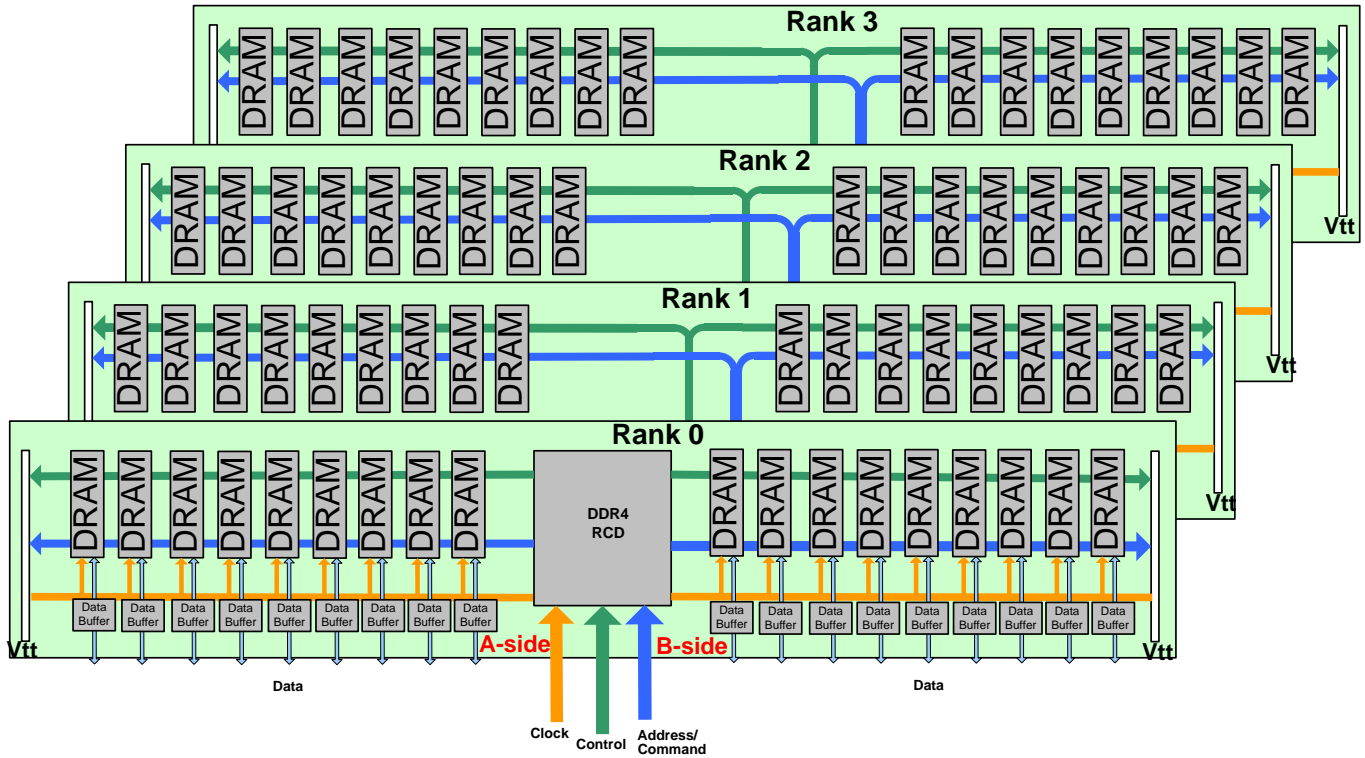 Rank 3
DRAM DRAM DRAM DRAM DRAM DRAM DRAM DRAM DRAM DRAM DRAM DRAM DRAM DRAM DRAM DRAM DRAM DRAM
Vtt
Rank 2
DRAM DRAM DRAM DRAM DRAM DRAM DRAM DRAM DRAM DRAM DRAM DRAM DRAM DRAM DRAM DRAM DRAM DRAM
Vtt
Rank 1
DRAM DRAM DRAM DRAM DRAM DRAM DRAM DRAM DRAM DRAM DRAM DRAM DRAM DRAM DRAM DRAM DRAM DRAM
Vtt
Rank 0
DRAM DRAM DRAM DRAM DRAM DRAM DRAM DRAM DRAM
DDR4
RCD
DRAM DRAM DRAM DRAM DRAM DRAM DRAM DRAM DRAM
Data Data Data Data Data Data Data Data Data
Buffer Buffer Buffer Buffer Buffer Buffer Buffer Buffer Buffer
Data Data Data Data Data Data Data Data Data
Buffer Buffer Buffer Buffer Buffer Buffer Buffer Buffer Buffer
Vtt
A-side
B-side
Vtt
Data
Data
Clock
Control
Address/
Command